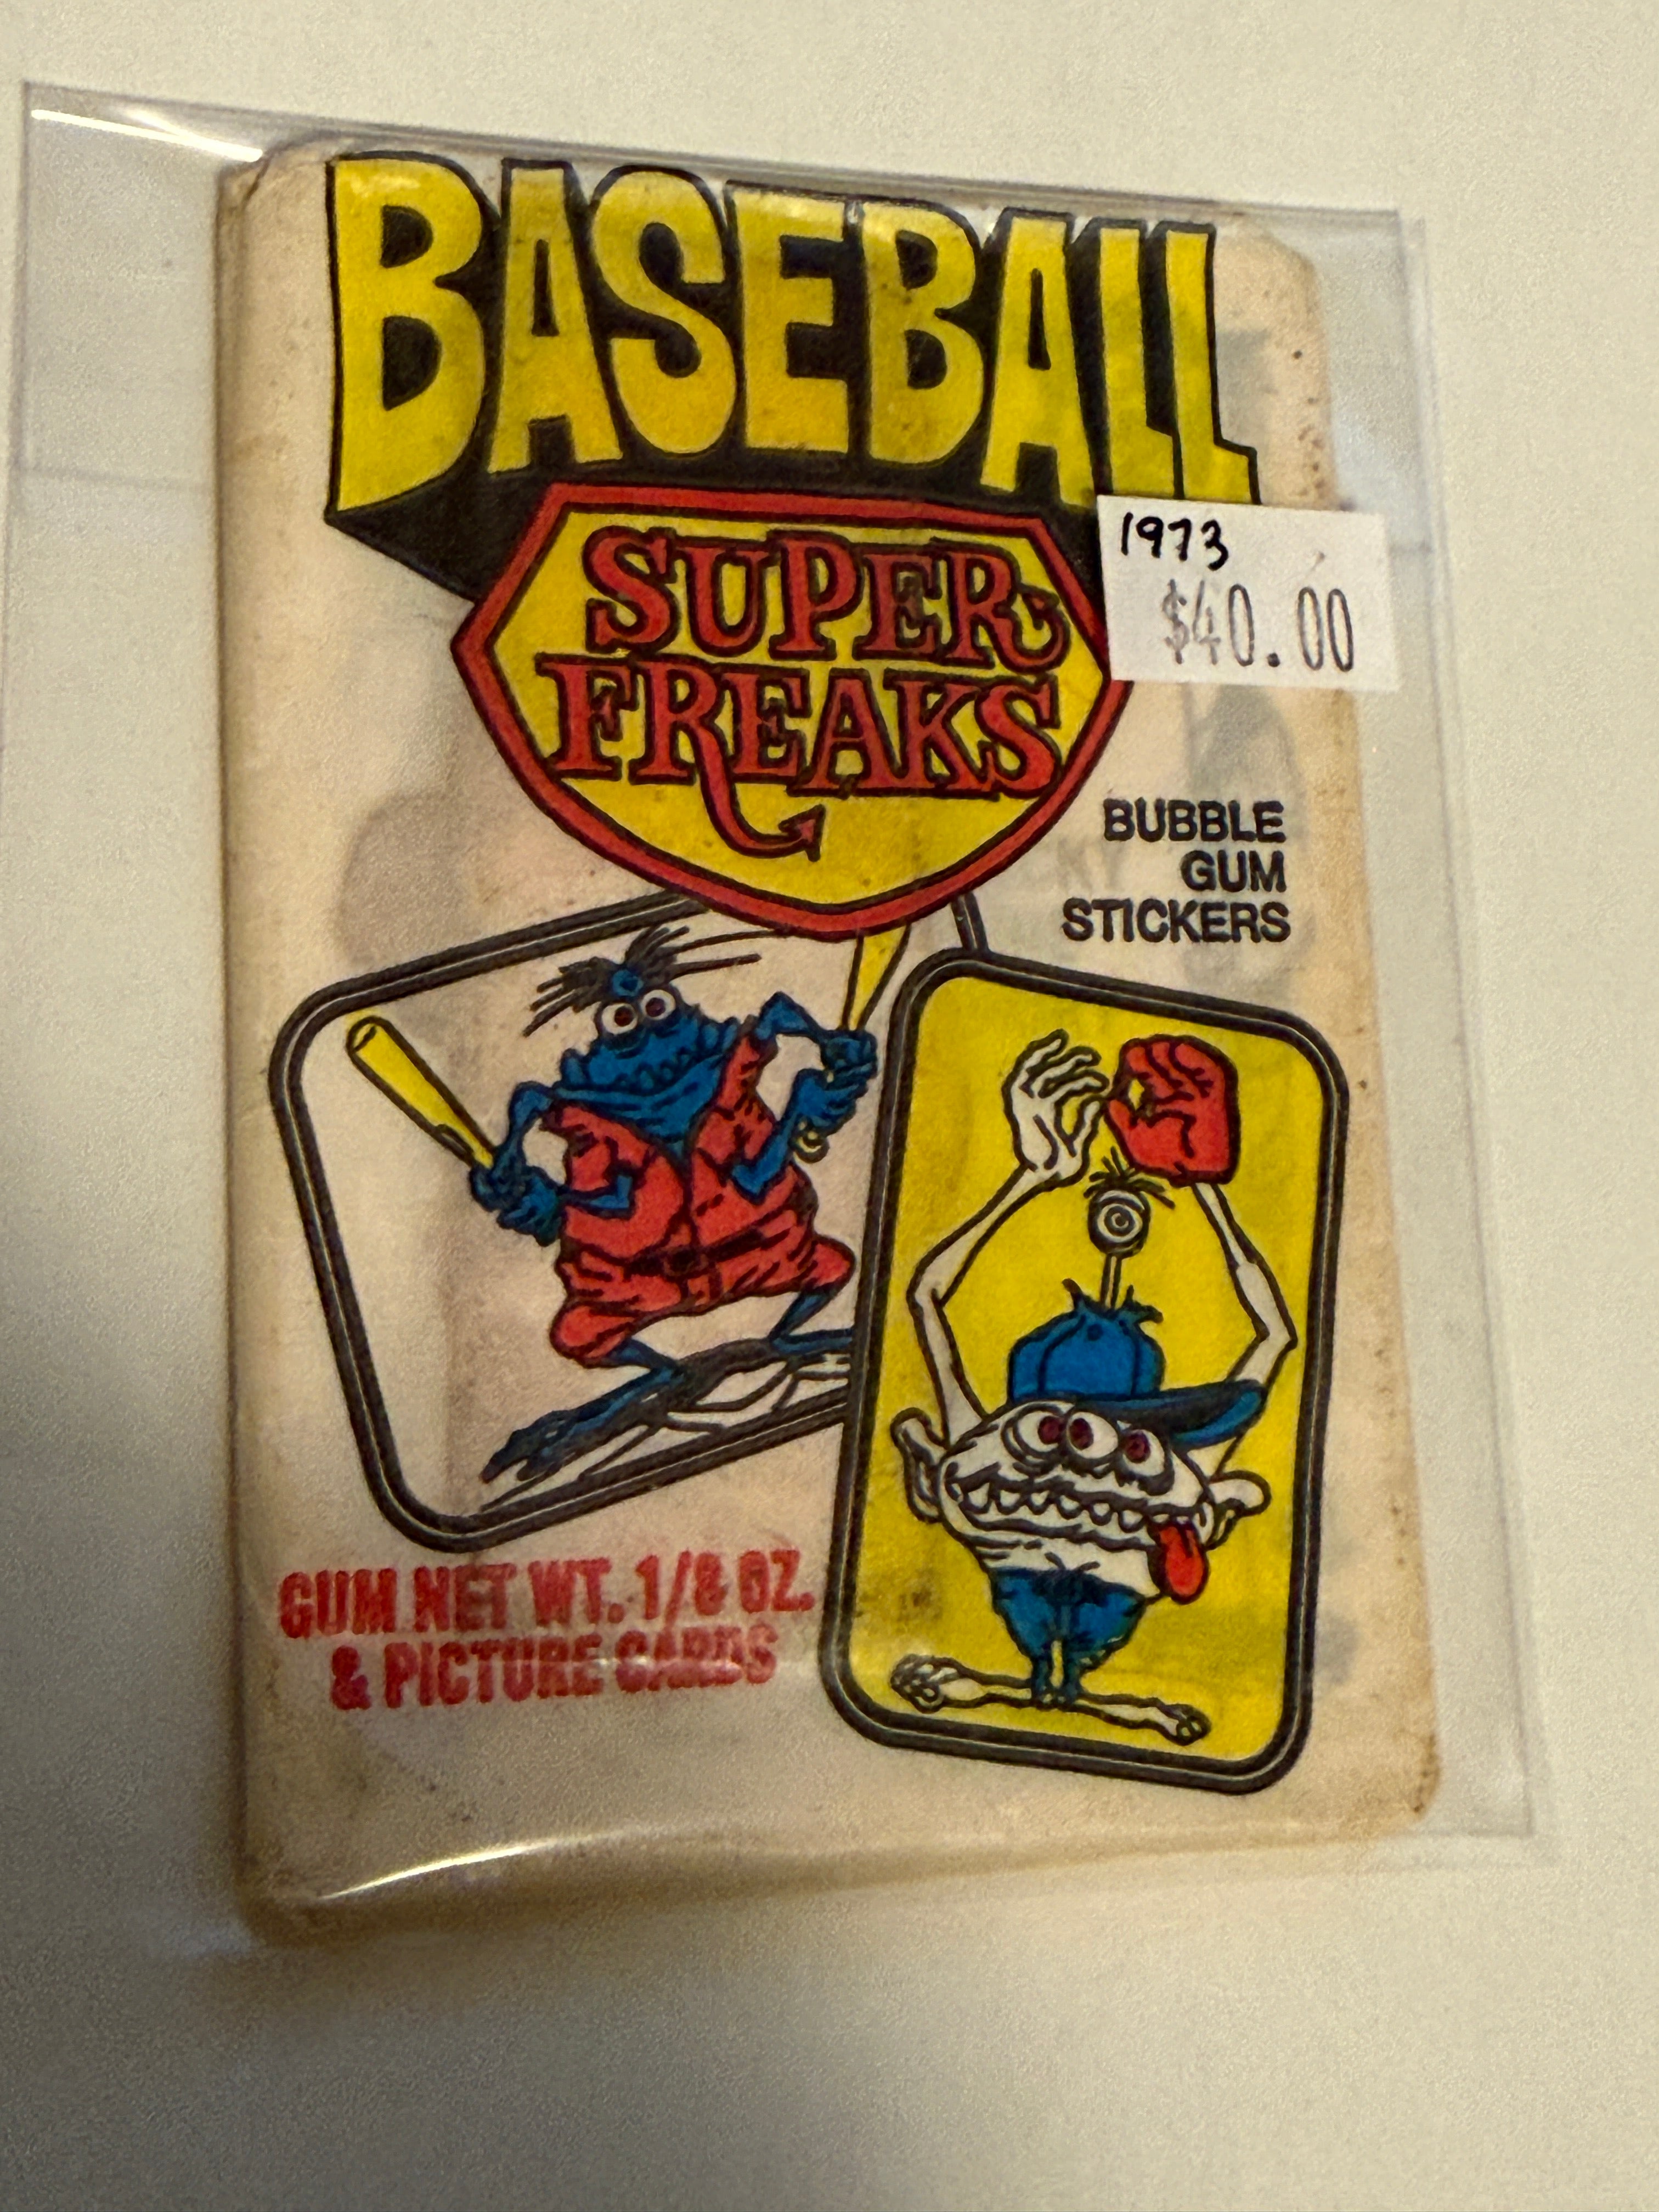 BASEBALL
SUPER
FREAKS
1973
$40.00
BUBBLE
GUM
STICKERS
GUM NET WT. 1/8 OZ.
& PICTURE CARDS